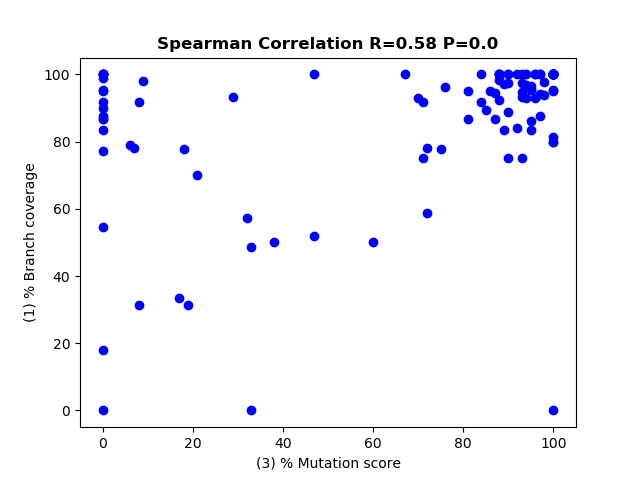 Spearman Correlation R=0.58 P=0.0
(1) % Branch coverage
100
80
60
40
20
0
0 20 40 60 80 100
(3) % Mutation score